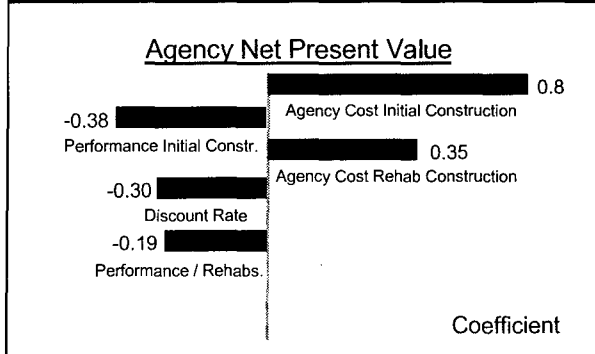 Agency Net Present Value
0.8
Agency Cost Initial Construction
-0.38
Performance Initial Constr.
0.35
Agency Cost Rehab Construction
-0.30
Discount Rate
-0.19
Performance / Rehabs.
Coefficient